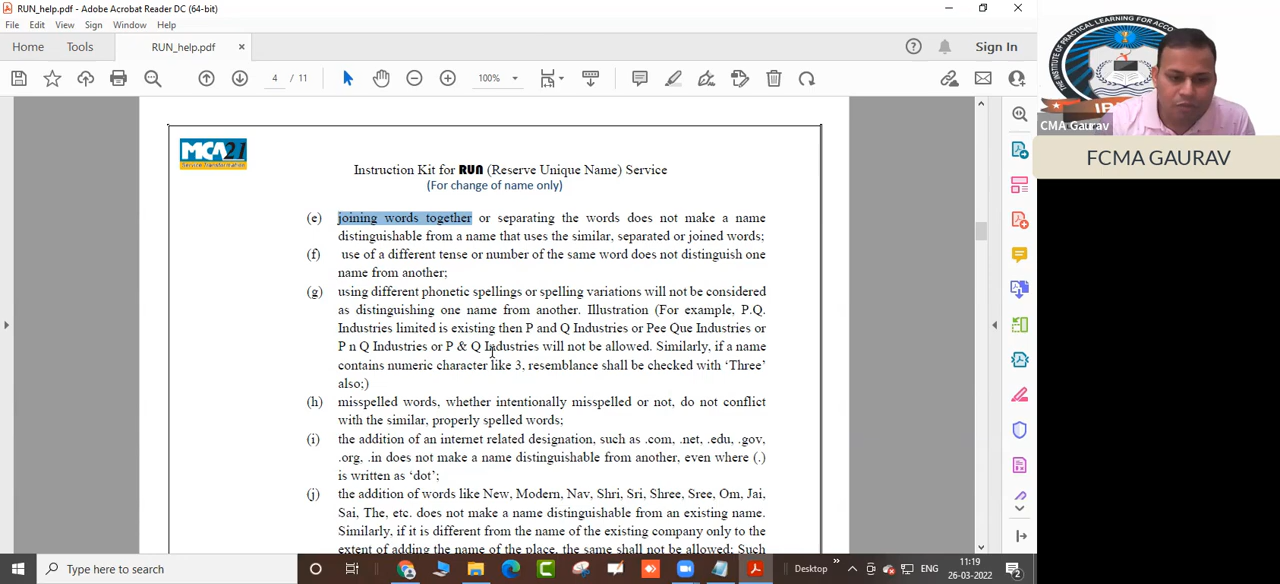 RUN_help.pdf - Adobe Acrobat Reader DC (64-bit)
File Edit View Sign Window Help
Home Tools RUN_help.pdf × Sign In
4 / 11 100%
MCA21
Instruction Kit for RUN (Reserve Unique Name) Service
(For change of name only)
(e) joining words together or separating the words does not make a name
distinguishable from a name that uses the similar, separated or joined words;
(f) use of a different tense or number of the same word does not distinguish one
name from another;
(g) using different phonetic spellings or spelling variations will not be considered
as distinguishing one name from another. Illustration (For example, P.Q.
Industries limited is existing then P and Q Industries or Pee Que Industries or
P n Q Industries or P & Q Industries will not be allowed. Similarly, if a name
contains numeric character like 3, resemblance shall be checked with ‘Three’
also;)
(h) misspelled words, whether intentionally misspelled or not, do not conflict
with the similar, properly spelled words;
(i) the addition of an internet related designation, such as .com, .net, .edu, .gov,
.org, .in does not make a name distinguishable from another, even where (.)
is written as ‘dot’;
(j) the addition of words like New, Modern, Nav, Shri, Sri, Shree, Sree, Om, Jai,
Sai, The, etc. does not make a name distinguishable from an existing name.
Similarly, if it is different from the name of the existing company only to the
extent of adding the name of the place, the same shall not be allowed; Such
CMA Gaurav
FCMA GAURAV
Type here to search
Desktop
ENG
11:19
26-03-2022
2